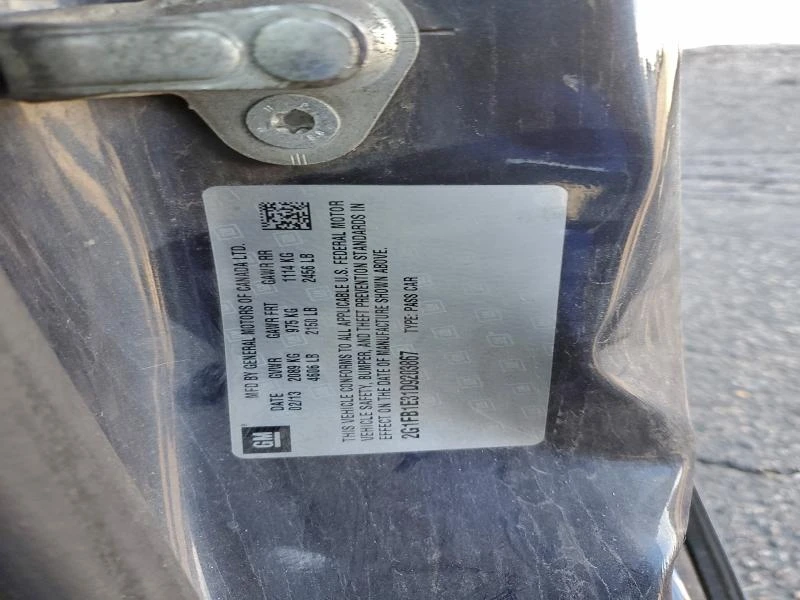 MFD BY GENERAL MOTORS OF CANADA LTD.
DATE GVWR GAWR FRT GAWR RR
02/13 2089 KG 975 KG 1114 KG
4606 LB 2150 LB 2456 LB
GM
THIS VEHICLE CONFORMS TO ALL APPLICABLE U.S. FEDERAL MOTOR
VEHICLE SAFETY, BUMPER, AND THEFT PREVENTION STANDARDS IN
EFFECT ON THE DATE OF MANUFACTURE SHOWN ABOVE.
2G1FB1E31D9203867 TYPE: PASS CAR